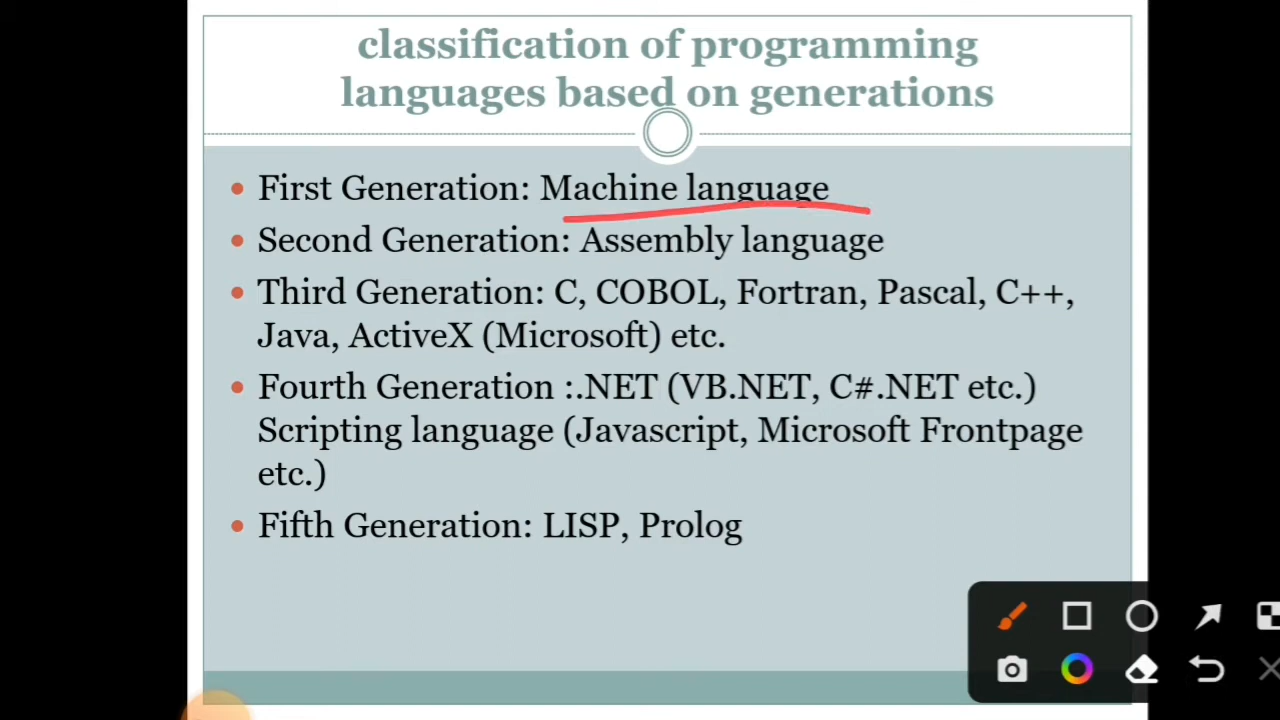 classification of programming
languages based on generations
First Generation: Machine language
Second Generation: Assembly language
Third Generation: C, COBOL, Fortran, Pascal, C++,
Java, ActiveX (Microsoft) etc.
Fourth Generation :.NET (VB.NET, C#.NET etc.)
Scripting language (Javascript, Microsoft Frontpage
etc.)
Fifth Generation: LISP, Prolog